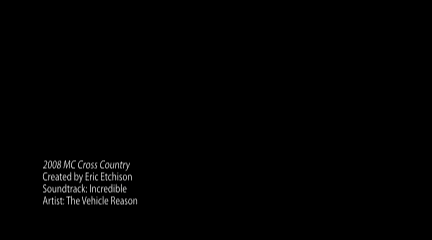 2008 MC Cross Country
Created by Eric Etchison
Soundtrack: Incredible
Artist: The Vehicle Reason